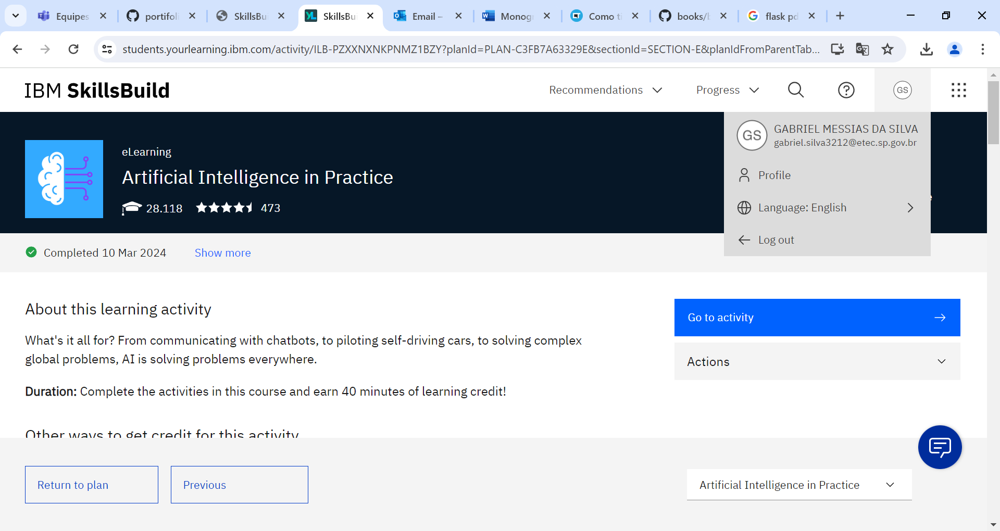 Equipes
portifoli
SkillsBui
SkillsBui
Email –
Monogr
Como ti
books/b
flask pd
students.yourlearning.ibm.com/activity/ILB-PZXXNXNKPNMZ1BZY?planId=PLAN-C3FB7A63329E&sectionId=SECTION-E&planIdFromParentTab...
IBM SkillsBuild
Recommendations
Progress
GS
GS
GABRIEL MESSIAS DA SILVA
gabriel.silva3212@etec.sp.gov.br
Profile
Language: English
Log out
eLearning
Artificial Intelligence in Practice
28.118
473
Completed 10 Mar 2024
Show more
About this learning activity
What's it all for? From communicating with chatbots, to piloting self-driving cars, to solving complex
global problems, AI is solving problems everywhere.
Duration: Complete the activities in this course and earn 40 minutes of learning credit!
Other ways to get credit for this activity
Go to activity
Actions
Return to plan
Previous
Artificial Intelligence in Practice